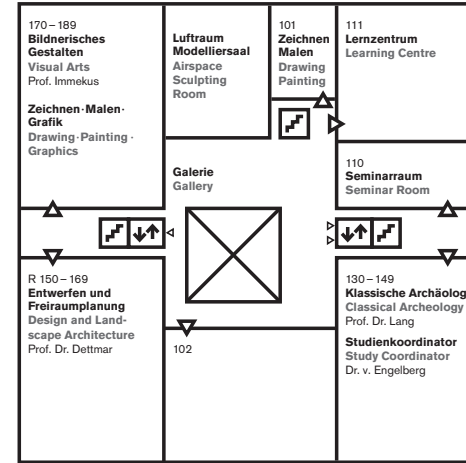 170 – 189
Bildnerisches
Gestalten
Visual Arts
Prof. Immekus
Zeichnen · Malen ·
Grafik
Drawing · Painting ·
Graphics
Luftraum
Modelliersaal
Airspace
Sculpting
Room
101
Zeichnen
Malen
Drawing
Painting
111
Lernzentrum
Learning Centre
Galerie
Gallery
110
Seminarraum
Seminar Room
R 150 – 169
Entwerfen und
Freiraumplanung
Design and Land-
scape Architecture
Prof. Dr. Dettmar
102
130 – 149
Klassische Archäolog
Classical Archeology
Prof. Dr. Lang
Studienkoordinator
Study Coordinator
Dr. v. Engelberg